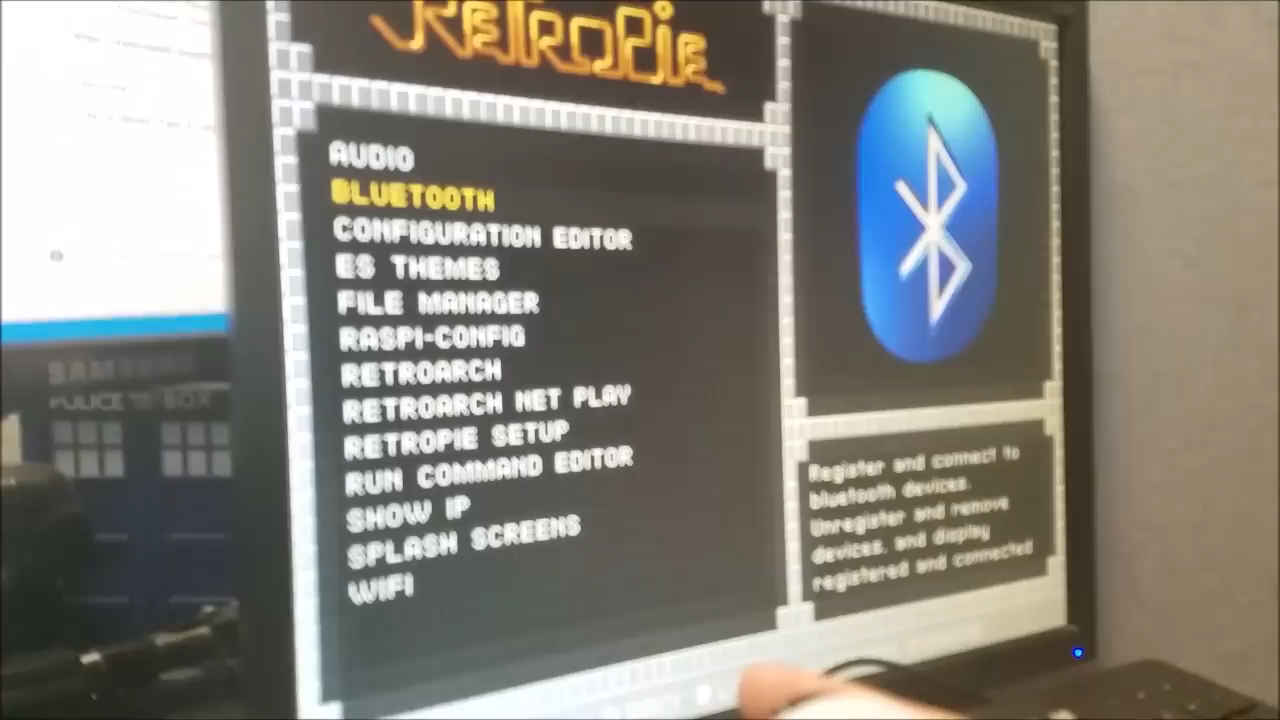 RETROPIE
AUDIO
BLUETOOTH
CONFIGURATION EDITOR
ES THEMES
FILE MANAGER
RASPI-CONFIG
RETROARCH
RETROARCH NET PLAY
RETROPIE SETUP
RUN COMMAND EDITOR
SHOW IP
SPLASH SCREENS
WIFI
Register and connect to
bluetooth devices.
Unregister and remove
devices, and display
registered and connected
SAMSUNG
POLICE BOX